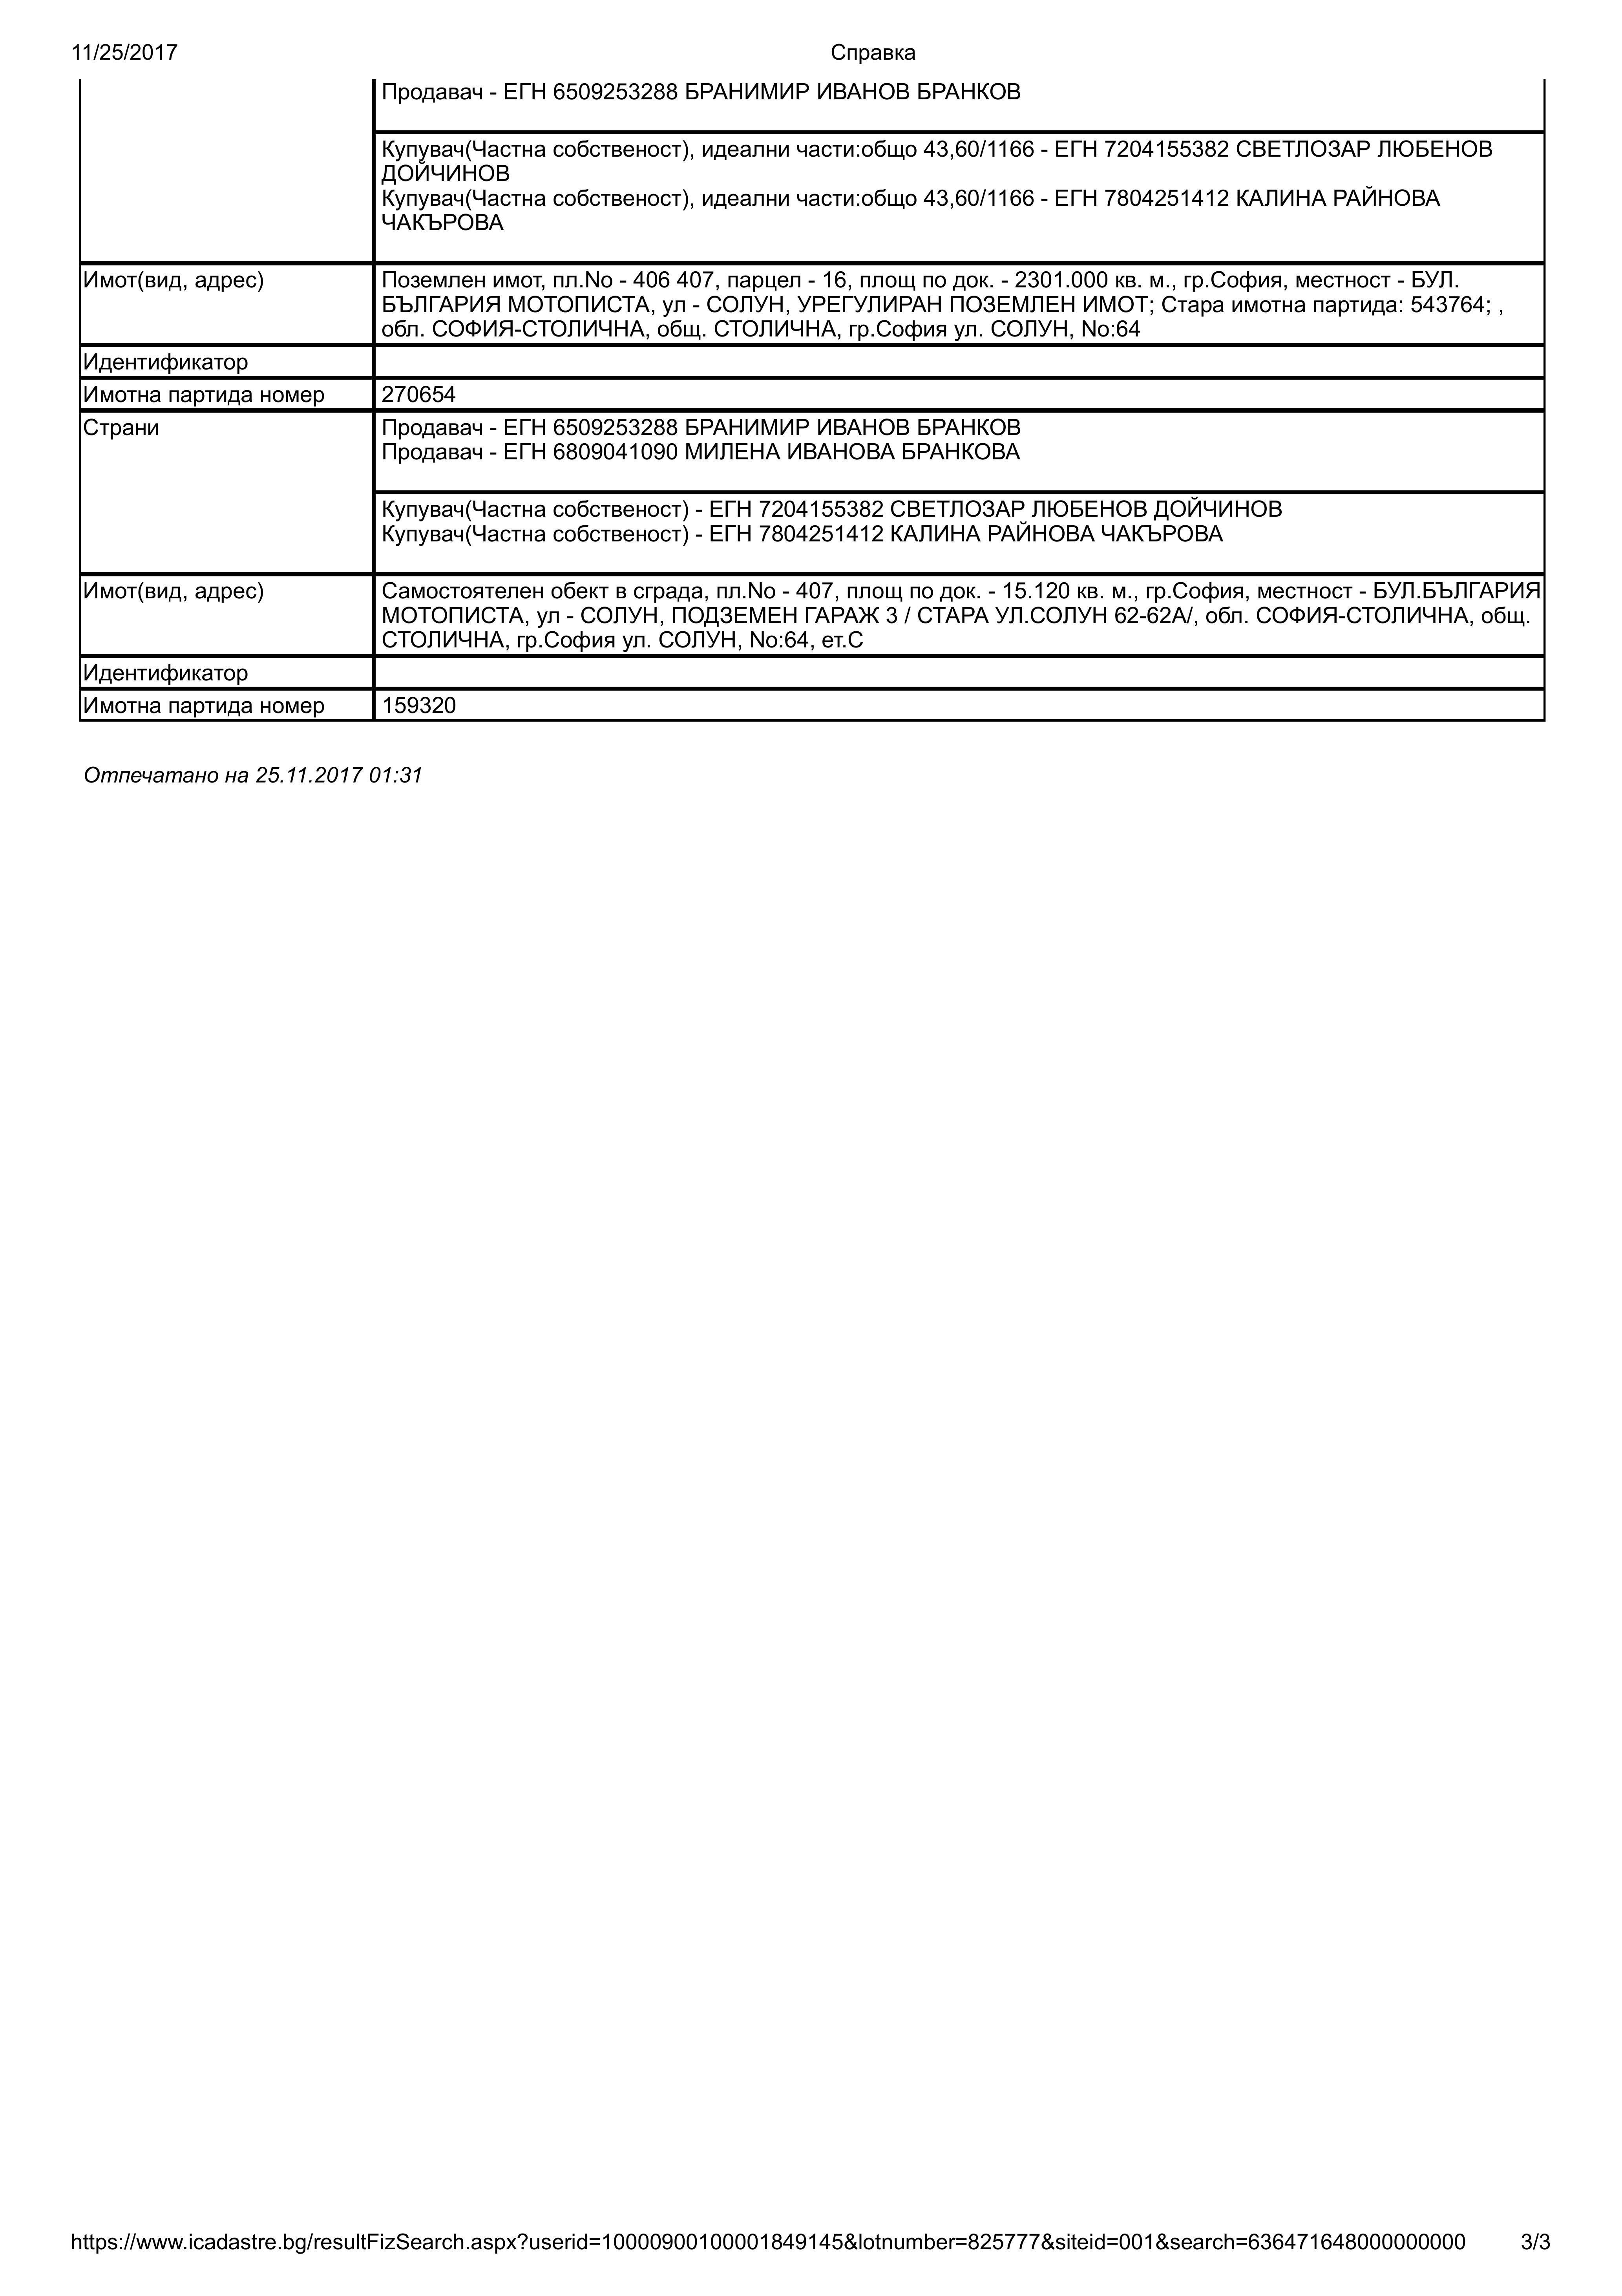 11/25/2017
Справка
Продавач - ЕГН 6509253288 БРАНИМИР ИВАНОВ БРАНКОВ
Купувач(Частна собственост), идеални части:общо 43,60/1166 - ЕГН 7204155382 СВЕТЛОЗАР ЛЮБЕНОВ
ДОЙЧИНОВ
Купувач(Частна собственост), идеални части:общо 43,60/1166 - ЕГН 7804251412 КАЛИНА РАЙНОВА
ЧАКЪРОВА
Имот(вид, адрес)
Поземлен имот, пл.No - 406 407, парцел - 16, площ по док. - 2301.000 кв. м., гр.София, местност - БУЛ.
БЪЛГАРИЯ МОТОПИСТА, ул - СОЛУН, УРЕГУЛИРАН ПОЗЕМЛЕН ИМОТ; Стара имотна партида: 543764; ,
обл. СОФИЯ-СТОЛИЧНА, общ. СТОЛИЧНА, гр.София ул. СОЛУН, No:64
Идентификатор
Имотна партида номер
270654
Страни
Продавач - ЕГН 6509253288 БРАНИМИР ИВАНОВ БРАНКОВ
Продавач - ЕГН 6809041090 МИЛЕНА ИВАНОВА БРАНКОВА
Купувач(Частна собственост) - ЕГН 7204155382 СВЕТЛОЗАР ЛЮБЕНОВ ДОЙЧИНОВ
Купувач(Частна собственост) - ЕГН 7804251412 КАЛИНА РАЙНОВА ЧАКЪРОВА
Имот(вид, адрес)
Самостоятелен обект в сграда, пл.No - 407, площ по док. - 15.120 кв. м., гр.София, местност - БУЛ.БЪЛГАРИЯ
МОТОПИСТА, ул - СОЛУН, ПОДЗЕМЕН ГАРАЖ 3 / СТАРА УЛ.СОЛУН 62-62А/, обл. СОФИЯ-СТОЛИЧНА, общ.
СТОЛИЧНА, гр.София ул. СОЛУН, No:64, ет.С
Идентификатор
Имотна партида номер
159320
Отпечатано на 25.11.2017 01:31
https://www.icadastre.bg/resultFizSearch.aspx?userid=10000900100001849145&lotnumber=825777&siteid=001&search=636471648000000000
3/3